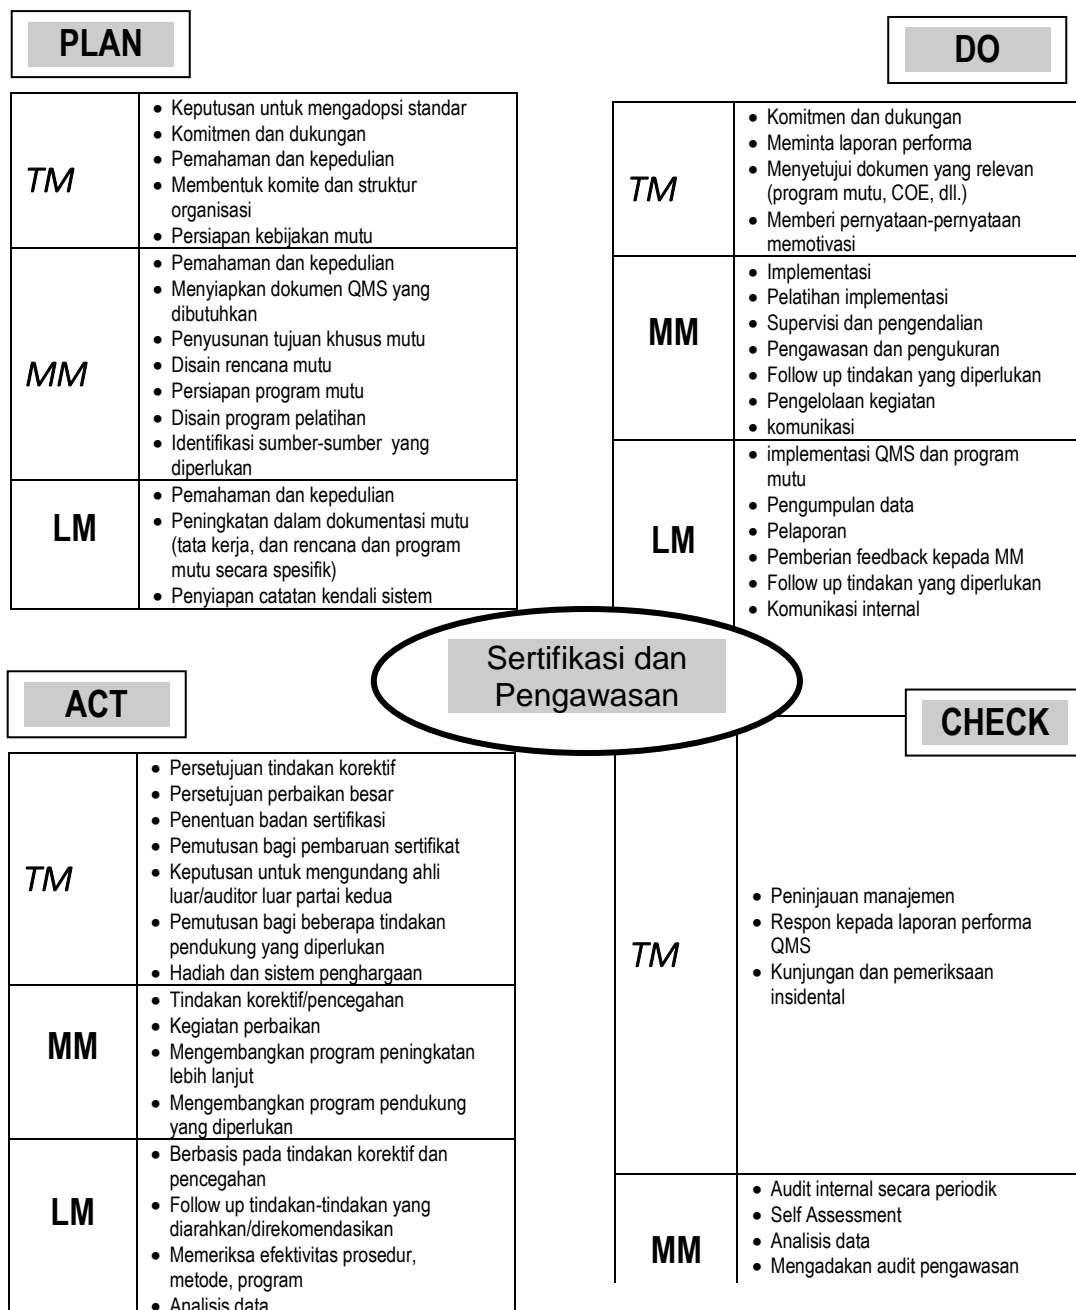 PLAN
TM
• Keputusan untuk mengadopsi standar
• Komitmen dan dukungan
• Pemahaman dan kepedulian
• Membentuk komite dan struktur
organisasi
• Persiapan kebijakan mutu
MM
• Pemahaman dan kepedulian
• Menyiapkan dokumen QMS yang
dibutuhkan
• Penyusunan tujuan khusus mutu
• Disain rencana mutu
• Persiapan program mutu
• Disain program pelatihan
• Identifikasi sumber-sumber yang
diperlukan
LM
• Pemahaman dan kepedulian
• Peningkatan dalam dokumentasi mutu
(tata kerja, dan rencana dan program
mutu secara spesifik)
• Penyiapan catatan kendali sistem
DO
TM
• Komitmen dan dukungan
• Meminta laporan performa
• Menyetujui dokumen yang relevan
(program mutu, COE, dll.)
• Memberi pernyataan-pernyataan
memotivasi
MM
• Implementasi
• Pelatihan implementasi
• Supervisi dan pengendalian
• Pengawasan dan pengukuran
• Follow up tindakan yang diperlukan
• Pengelolaan kegiatan
• komunikasi
LM
• implementasi QMS dan program
mutu
• Pengumpulan data
• Pelaporan
• Pemberian feedback kepada MM
• Follow up tindakan yang diperlukan
• Komunikasi internal
Sertifikasi dan
Pengawasan
ACT
TM
• Persetujuan tindakan korektif
• Persetujuan perbaikan besar
• Penentuan badan sertifikasi
• Pemutusan bagi pembaruan sertifikat
• Keputusan untuk mengundang ahli
luar/auditor luar partai kedua
• Pemutusan bagi beberapa tindakan
pendukung yang diperlukan
• Hadiah dan sistem penghargaan
MM
• Tindakan korektif/pencegahan
• Kegiatan perbaikan
• Mengembangkan program peningkatan
lebih lanjut
• Mengembangkan program pendukung
yang diperlukan
LM
• Berbasis pada tindakan korektif dan
pencegahan
• Follow up tindakan-tindakan yang
diarahkan/direkomendasikan
• Memeriksa efektivitas prosedur,
metode, program
• Analisis data
CHECK
TM
• Peninjauan manajemen
• Respon kepada laporan performa
QMS
• Kunjungan dan pemeriksaan
insidental
MM
• Audit internal secara periodik
• Self Assessment
• Analisis data
• Mengadakan audit pengawasan